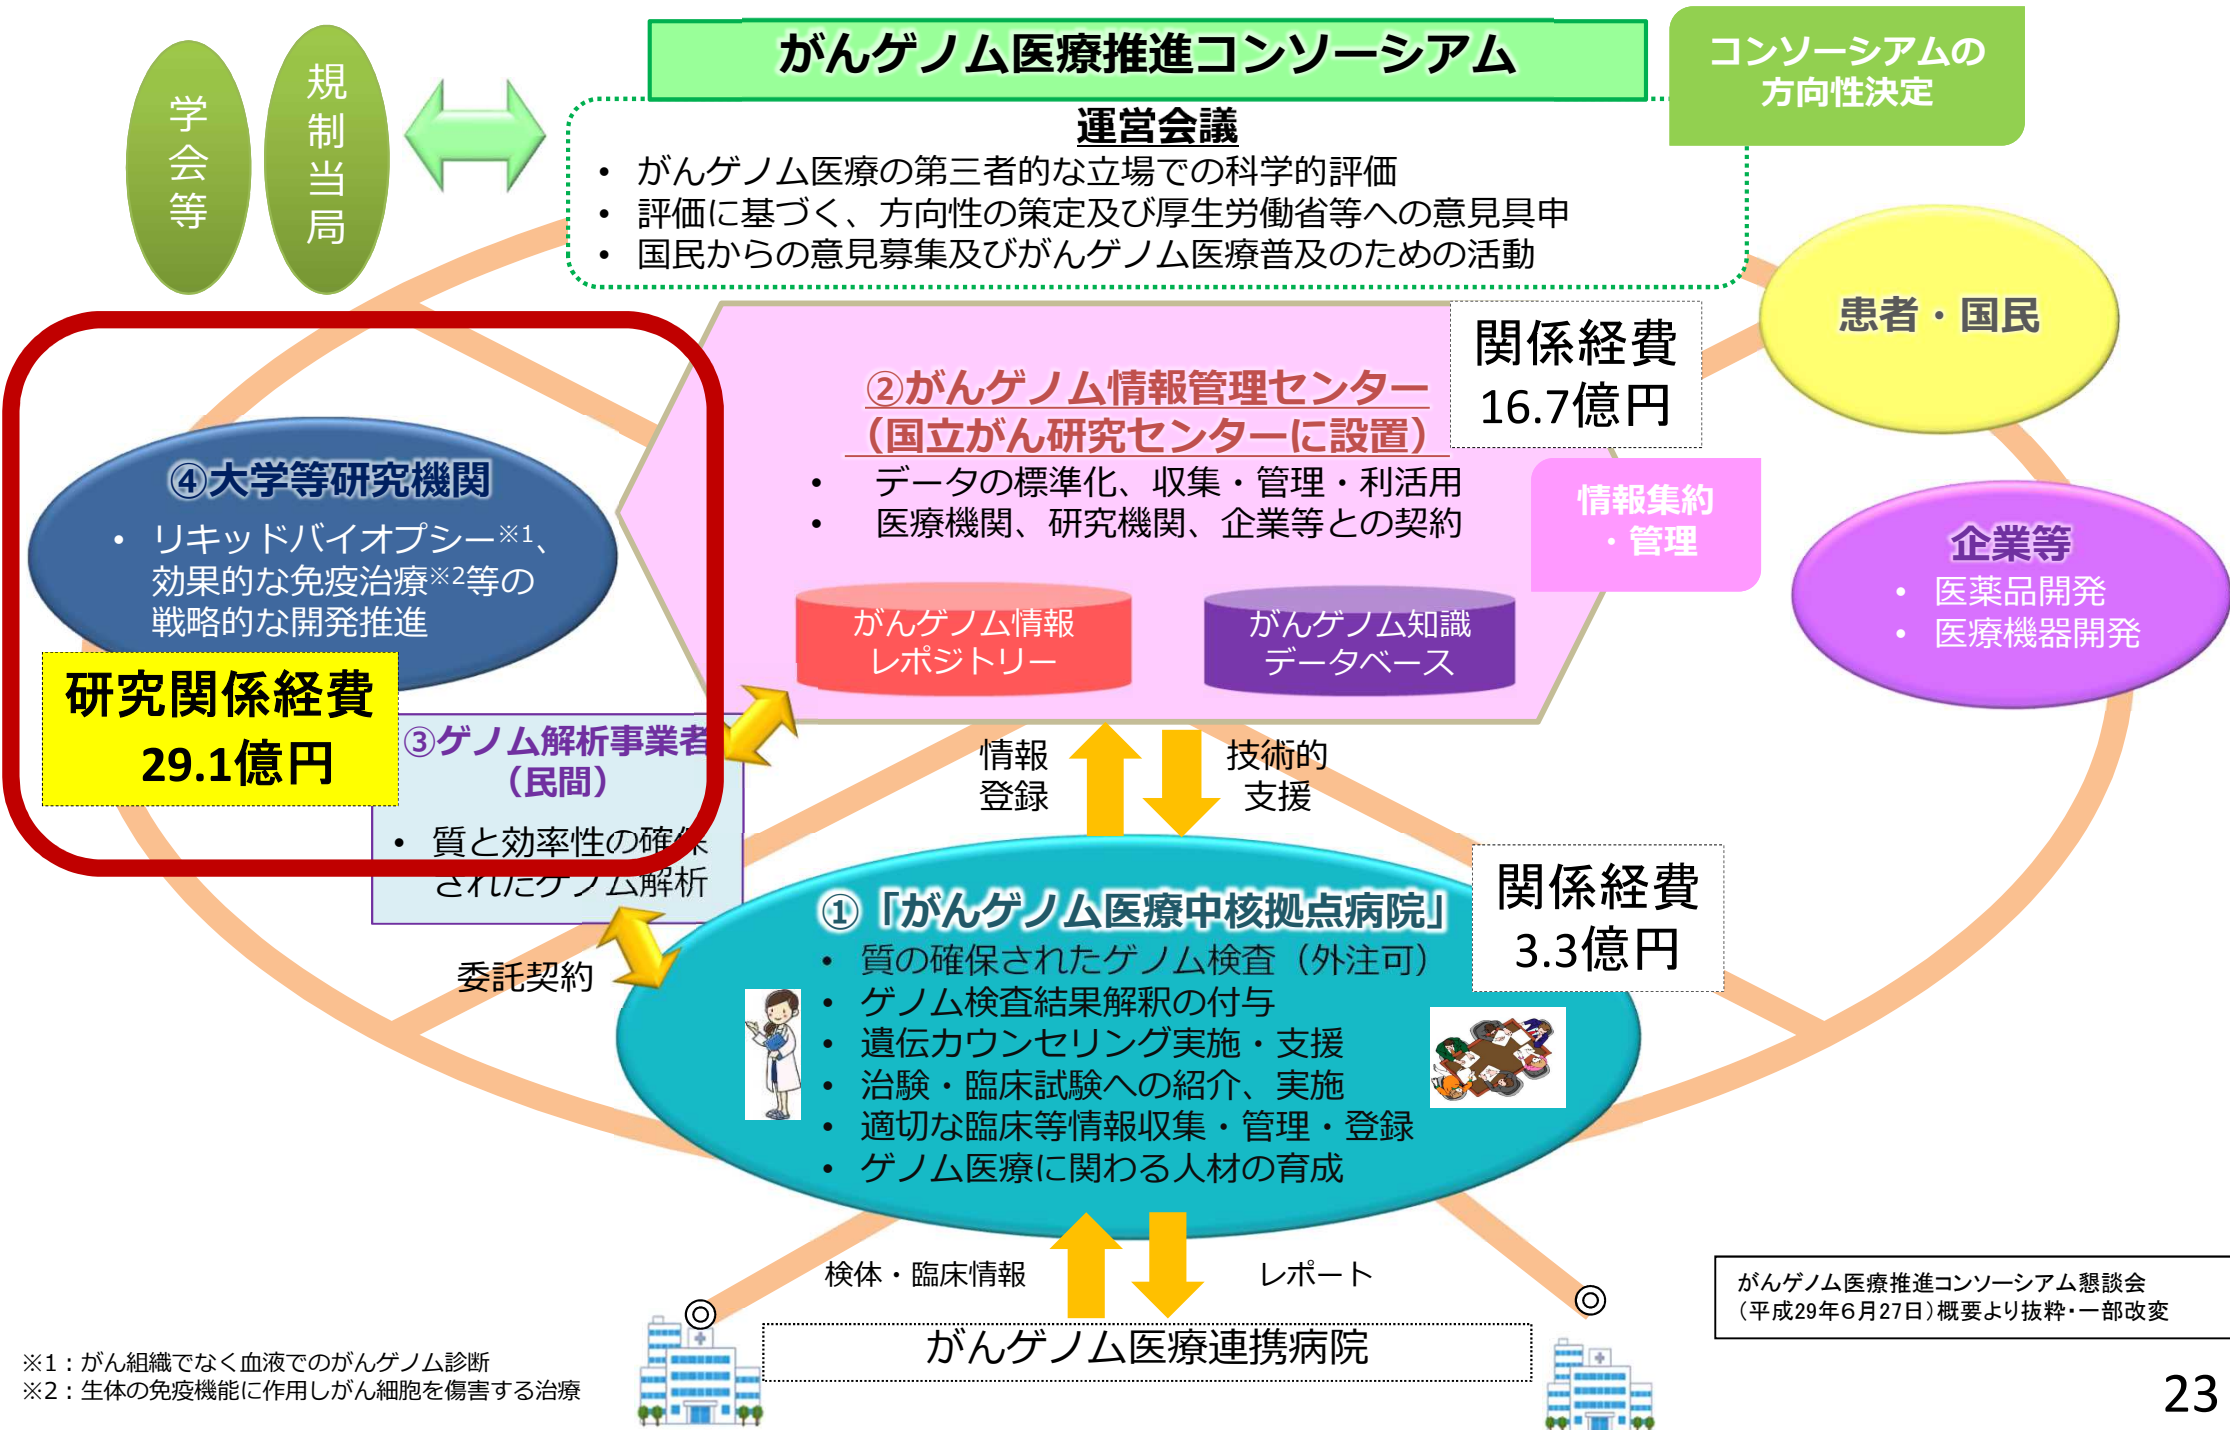 がんゲノム医療推進コンソーシアム
コンソーシアムの
方向性決定
学会等
規制当局
運営会議
• がんゲノム医療の第三者的な立場での科学的評価
• 評価に基づく、方向性の策定及び厚生労働省等への意見具申
• 国民からの意見募集及びがんゲノム医療普及のための活動
患者・国民
関係経費
16.7億円
②がんゲノム情報管理センター
（国立がん研究センターに設置）
• データの標準化、収集・管理・利活用
• 医療機関、研究機関、企業等との契約
情報集約
・管理
がんゲノム情報
レポジトリー
がんゲノム知識
データベース
企業等
• 医薬品開発
• 医療機器開発
④大学等研究機関
• リキッドバイオプシー※1、
効果的な免疫治療※2等の
戦略的な開発推進
研究関係経費
29.1億円
③ゲノム解析事業者
（民間）
• 質と効率性の確保
されたゲノム解析
情報
登録
技術的
支援
委託契約
関係経費
3.3億円
①「がんゲノム医療中核拠点病院」
• 質の確保されたゲノム検査（外注可）
• ゲノム検査結果解釈の付与
• 遺伝カウンセリング実施・支援
• 治験・臨床試験への紹介、実施
• 適切な臨床等情報収集・管理・登録
• ゲノム医療に関わる人材の育成
検体・臨床情報
レポート
がんゲノム医療連携病院
がんゲノム医療推進コンソーシアム懇談会
（平成29年６月27日）概要より抜粋・一部改変
※1：がん組織でなく血液でのがんゲノム診断
※2：生体の免疫機能に作用しがん細胞を傷害する治療
23